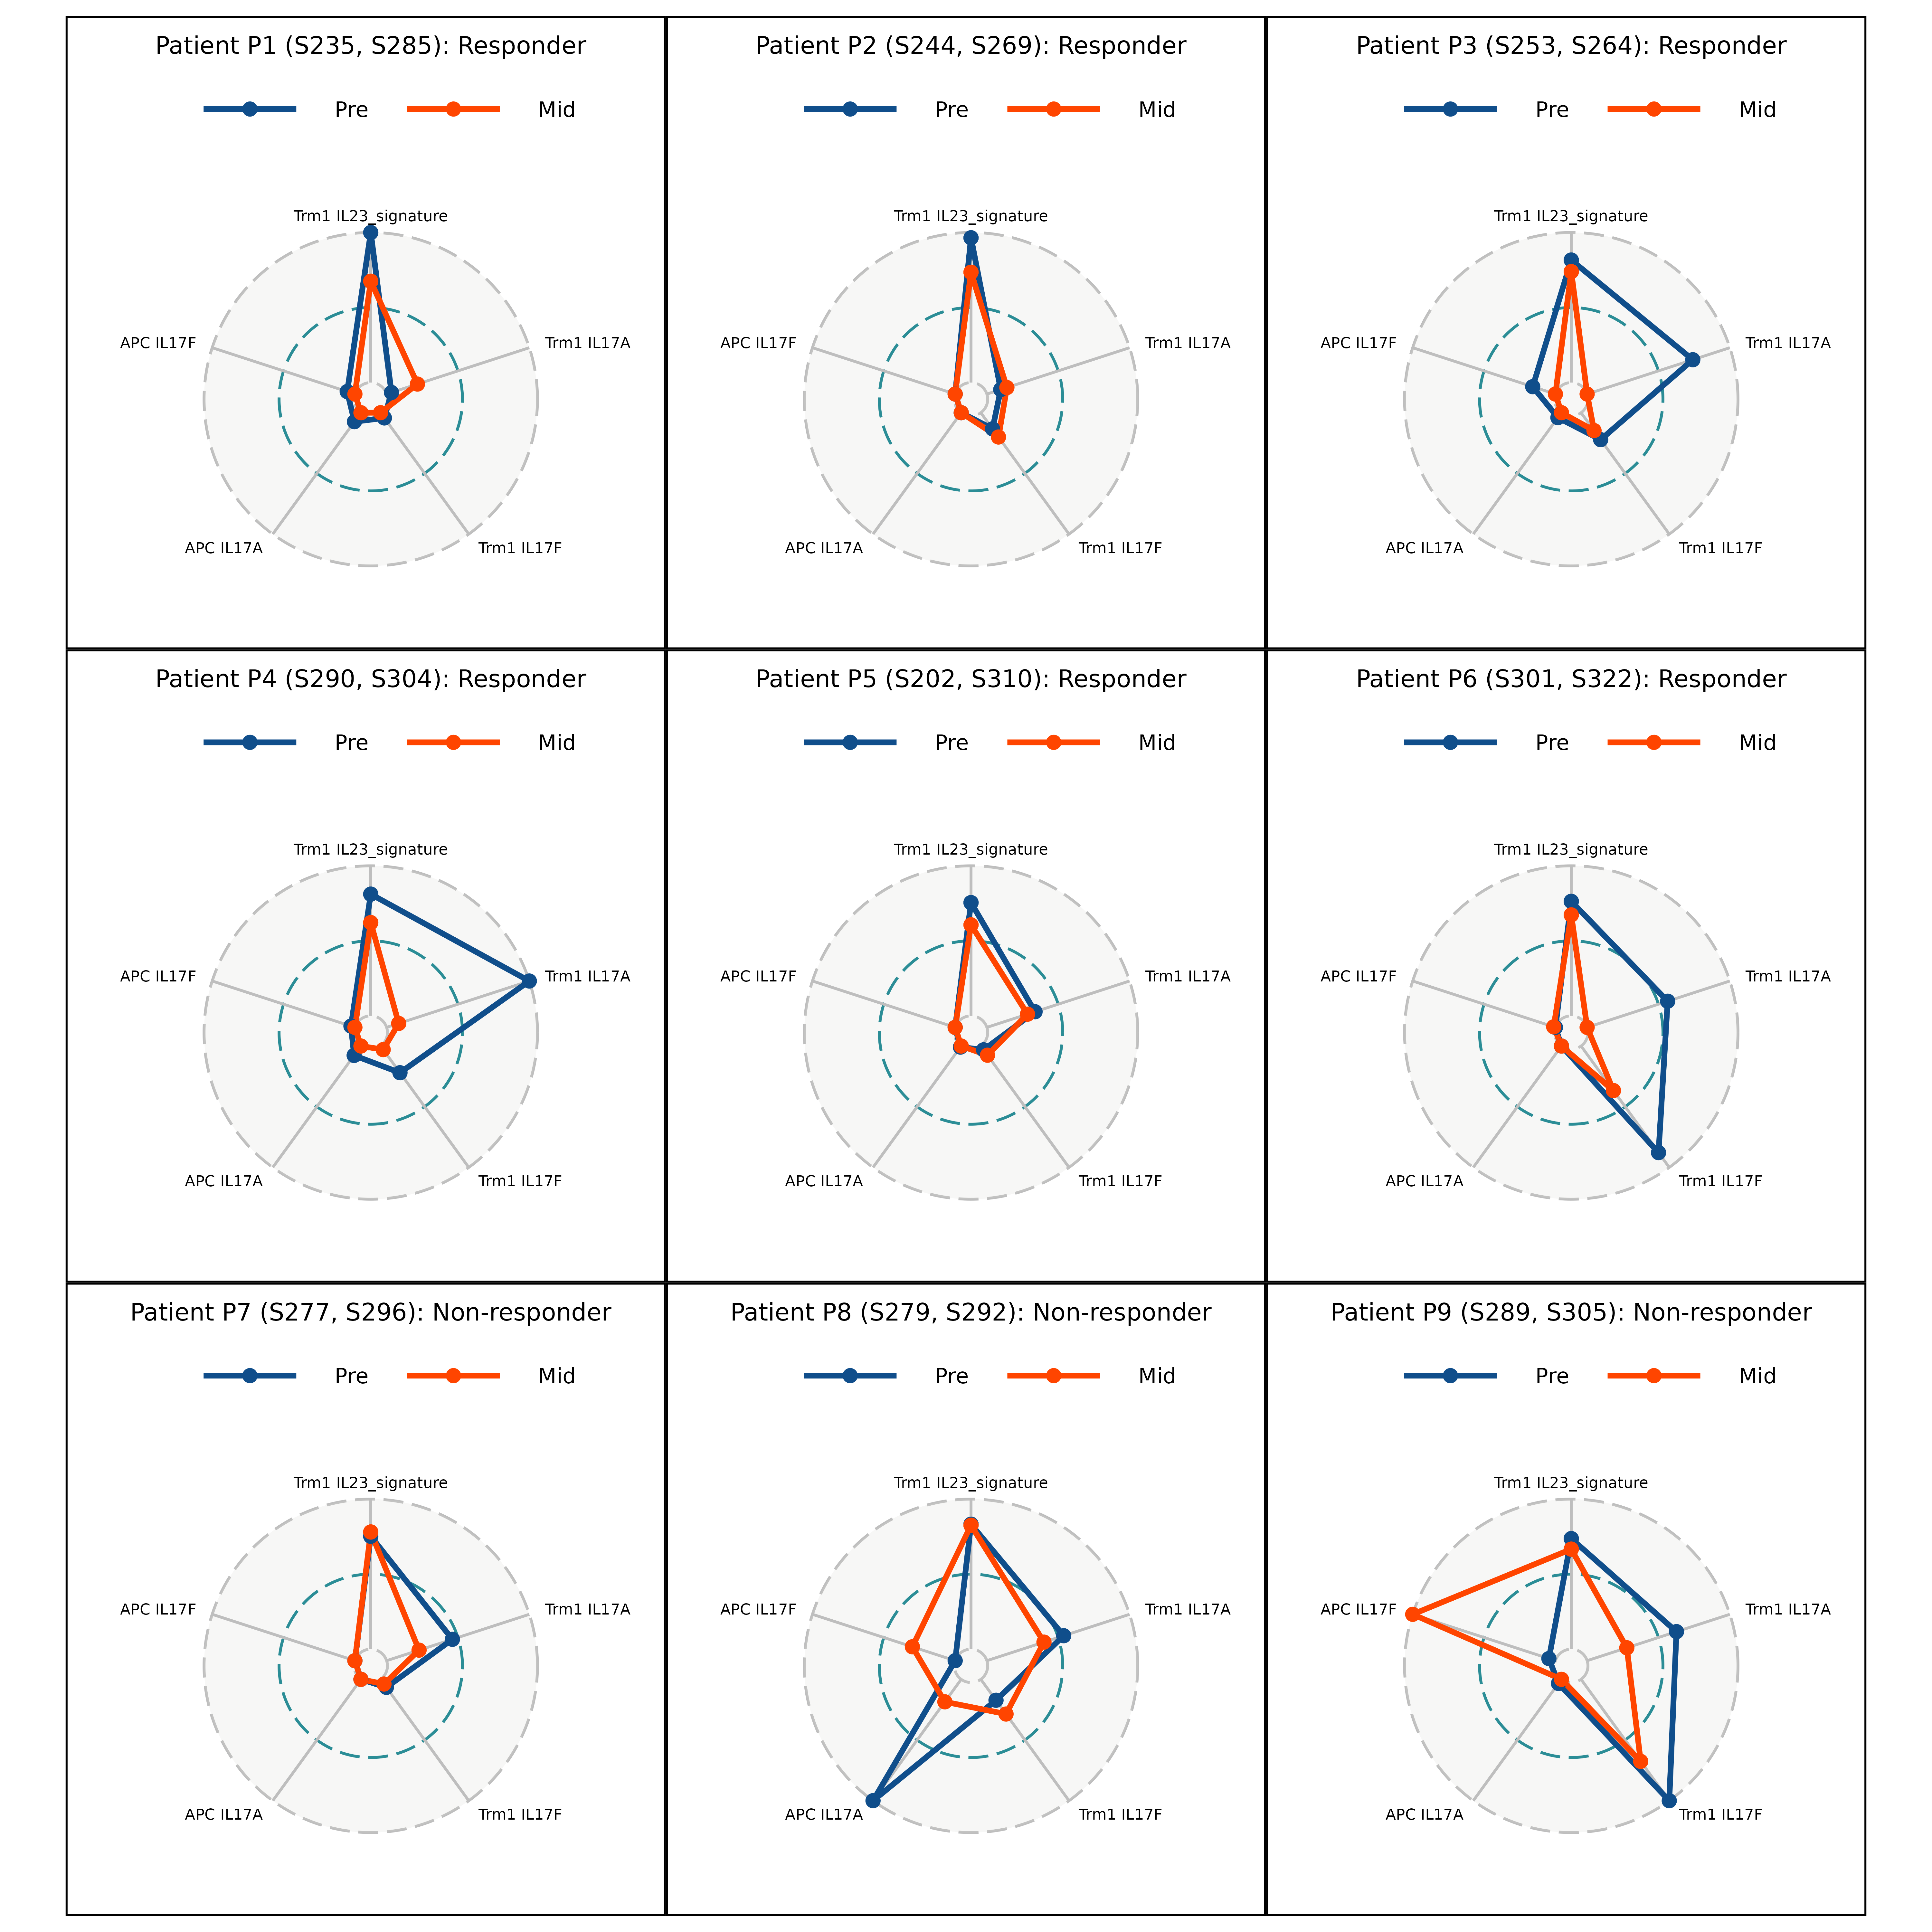 Patient P1 (S235, S285): Responder
Pre Mid
Trm1 IL23_signature
APC IL17F Trm1 IL17A
APC IL17A Trm1 IL17F
Patient P2 (S244, S269): Responder
Pre Mid
Trm1 IL23_signature
APC IL17F Trm1 IL17A
APC IL17A Trm1 IL17F
Patient P3 (S253, S264): Responder
Pre Mid
Trm1 IL23_signature
APC IL17F Trm1 IL17A
APC IL17A Trm1 IL17F
Patient P4 (S290, S304): Responder
Pre Mid
Trm1 IL23_signature
APC IL17F Trm1 IL17A
APC IL17A Trm1 IL17F
Patient P5 (S202, S310): Responder
Pre Mid
Trm1 IL23_signature
APC IL17F Trm1 IL17A
APC IL17A Trm1 IL17F
Patient P6 (S301, S322): Responder
Pre Mid
Trm1 IL23_signature
APC IL17F Trm1 IL17A
APC IL17A Trm1 IL17F
Patient P7 (S277, S296): Non-responder
Pre Mid
Trm1 IL23_signature
APC IL17F Trm1 IL17A
APC IL17A Trm1 IL17F
Patient P8 (S279, S292): Non-responder
Pre Mid
Trm1 IL23_signature
APC IL17F Trm1 IL17A
APC IL17A Trm1 IL17F
Patient P9 (S289, S305): Non-responder
Pre Mid
Trm1 IL23_signature
APC IL17F Trm1 IL17A
APC IL17A Trm1 IL17F